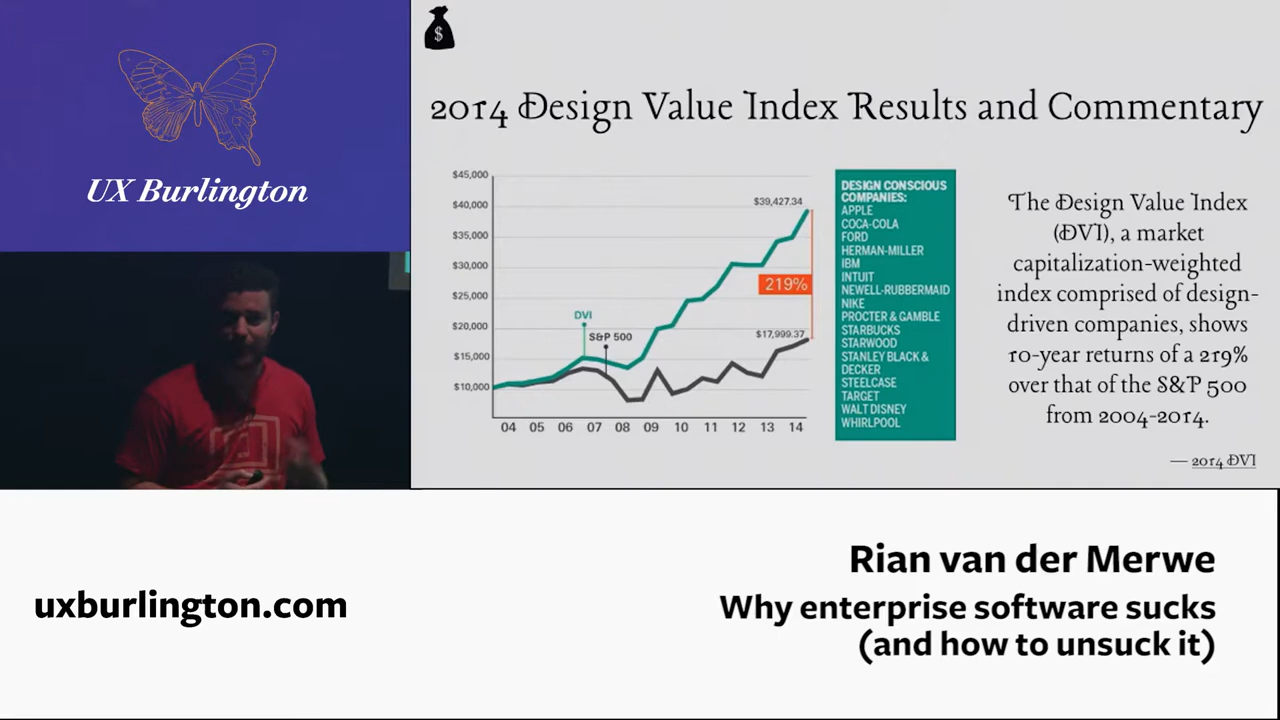 UX Burlington
$
2014 Design Value Index Results and Commentary
$45,000
$40,000
$35,000
$30,000
$25,000
$20,000
$15,000
$10,000
$39,427.34
219%
DVI
S&P 500
$17,999.37
04 05 06 07 08 09 10 11 12 13 14
DESIGN CONSCIOUS
COMPANIES:
APPLE
COCA-COLA
FORD
HERMAN-MILLER
IBM
INTUIT
NEWELL-RUBBERMAID
NIKE
PROCTER & GAMBLE
STARBUCKS
STARWOOD
STANLEY BLACK &
DECKER
STEELCASE
TARGET
WALT DISNEY
WHIRLPOOL
The Design Value Index
(DVI), a market
capitalization-weighted
index comprised of design-
driven companies, shows
10-year returns of a 219%
over that of the S&P 500
from 2004-2014.
— 2014 DVI
uxburlington.com
Rian van der Merwe
Why enterprise software sucks
(and how to unsuck it)